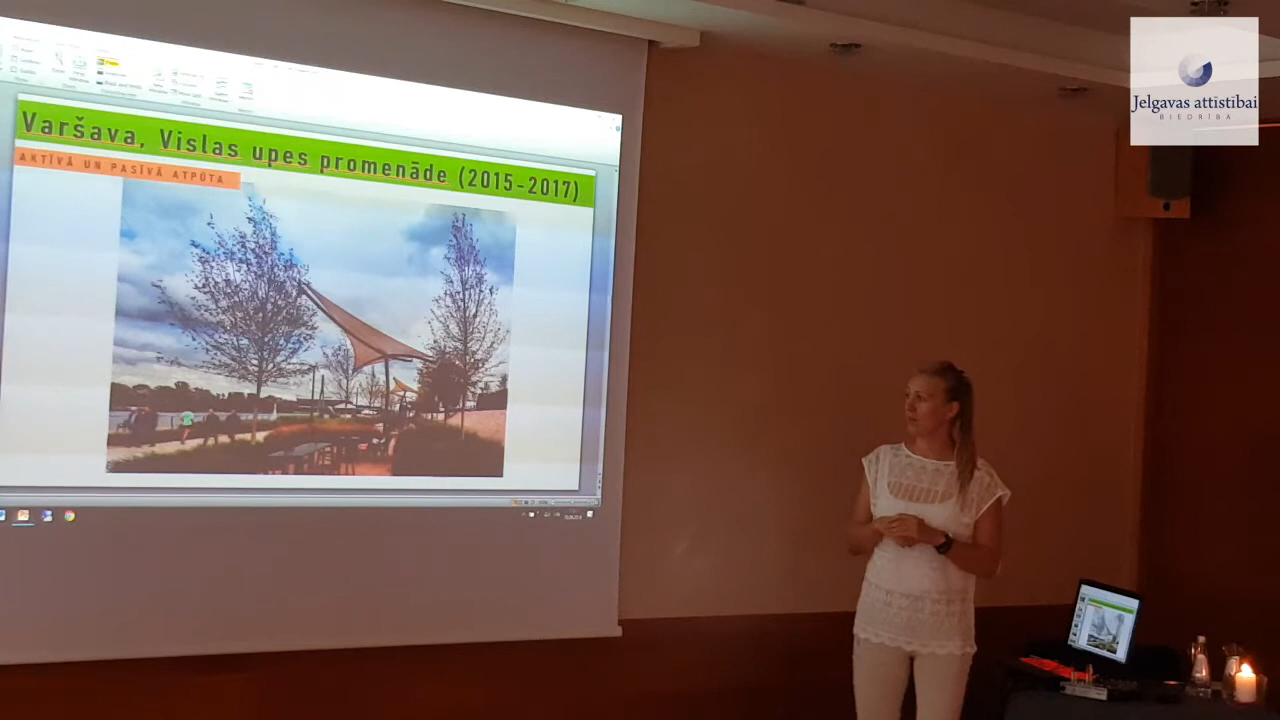 Varšava, Vislas upes promenāde (2015-2017)
AKTĪVĀ UN PASĪVĀ ATPŪTA
Jelgavas attīstībai
BIEDRĪBA